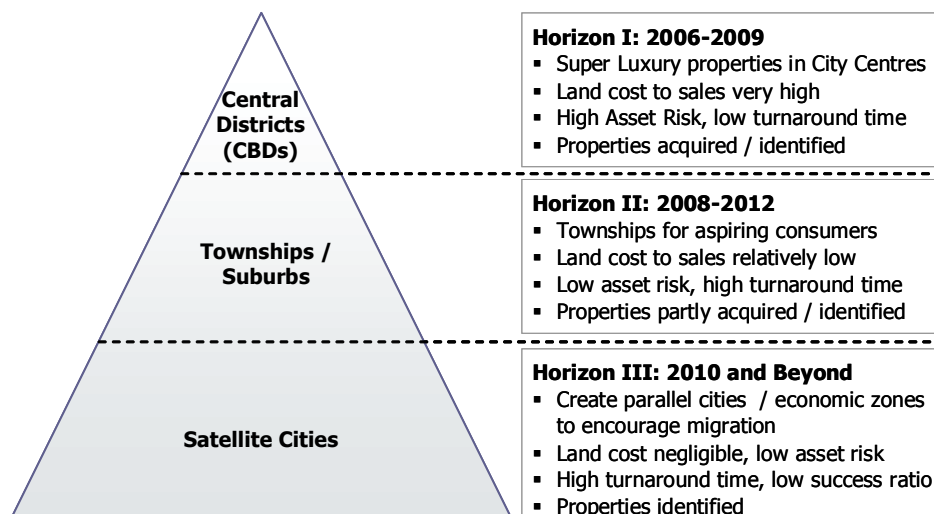 Central
Districts
(CBDs)
Horizon I: 2006-2009
▪ Super Luxury properties in City Centres
▪ Land cost to sales very high
▪ High Asset Risk, low turnaround time
▪ Properties acquired / identified
Townships /
Suburbs
Horizon II: 2008-2012
▪ Townships for aspiring consumers
▪ Land cost to sales relatively low
▪ Low asset risk, high turnaround time
▪ Properties partly acquired / identified
Satellite Cities
Horizon III: 2010 and Beyond
▪ Create parallel cities / economic zones
to encourage migration
▪ Land cost negligible, low asset risk
▪ High turnaround time, low success ratio
▪ Properties identified